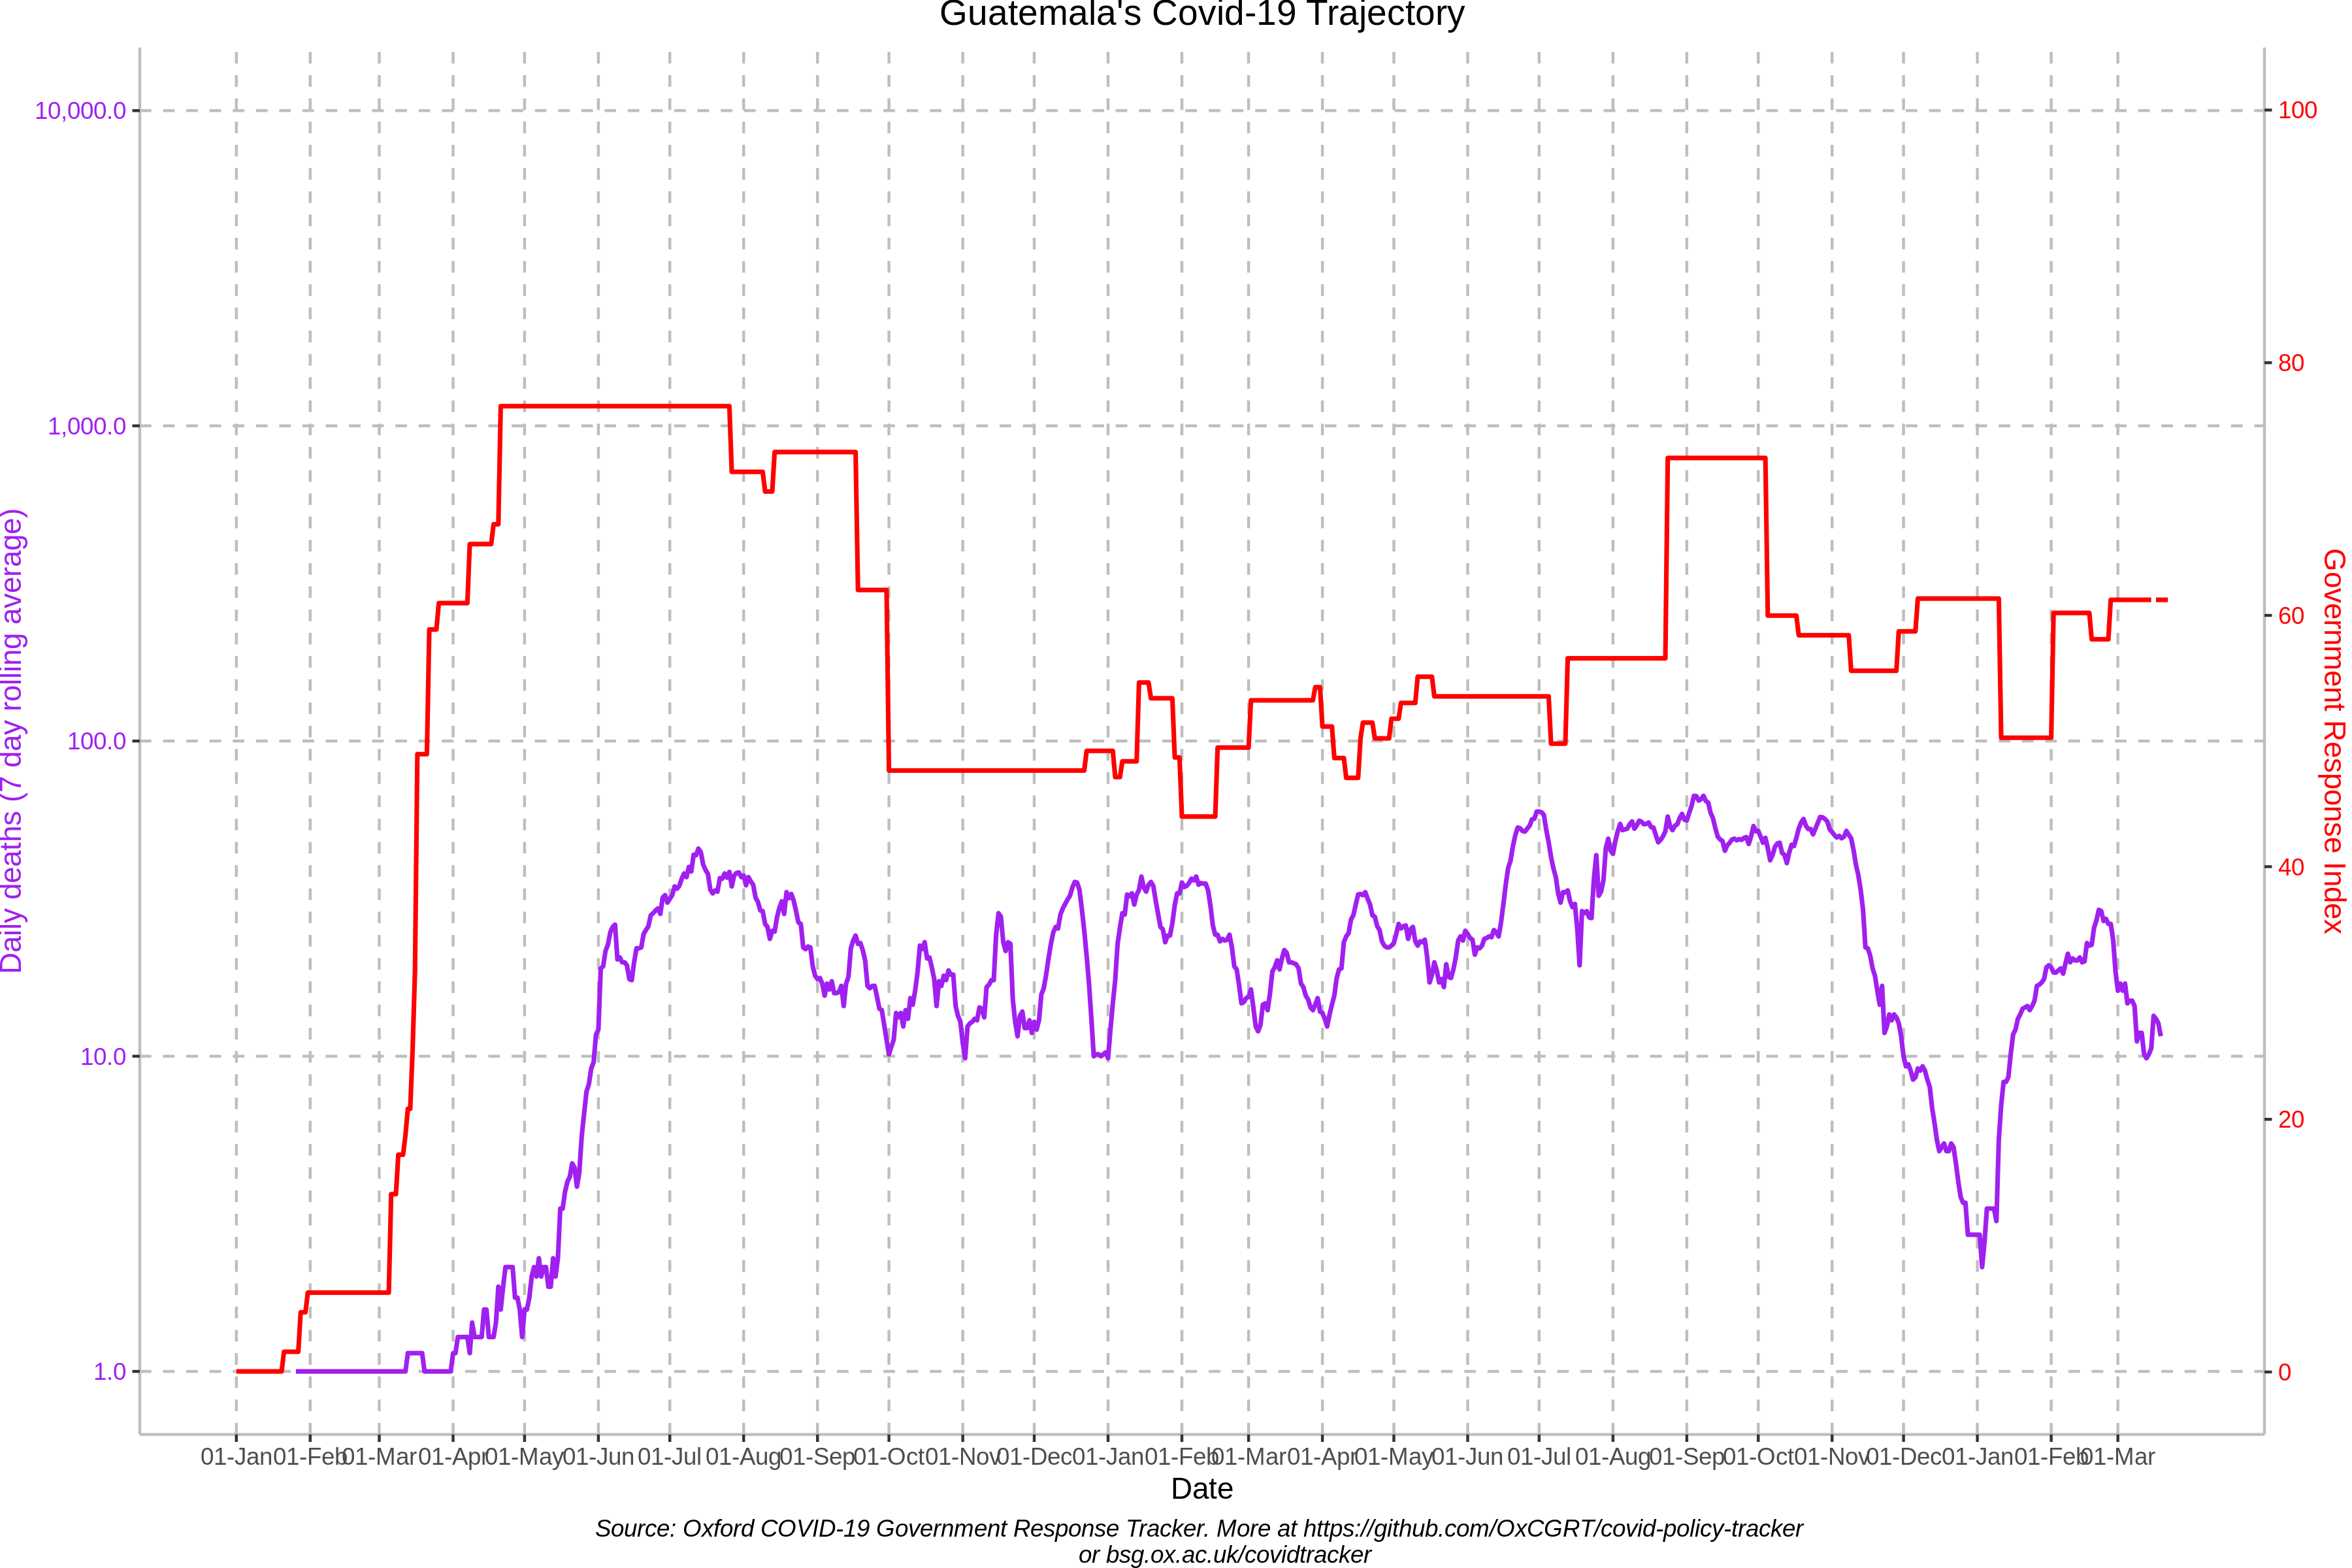 Guatemala's Covid-19 Trajectory
10,000.0
1,000.0
100.0
10.0
1.0
Daily deaths (7 day rolling average)
100
80
60
40
20
0
Government Response Index
01-Jan 01-Feb 01-Mar 01-Apr 01-May 01-Jun 01-Jul 01-Aug 01-Sep 01-Oct 01-Nov 01-Dec 01-Jan 01-Feb 01-Mar 01-Apr 01-May 01-Jun 01-Jul 01-Aug 01-Sep 01-Oct 01-Nov 01-Dec 01-Jan 01-Feb 01-Mar
Date
Source: Oxford COVID-19 Government Response Tracker. More at https://github.com/OxCGRT/covid-policy-tracker
or bsg.ox.ac.uk/covidtracker